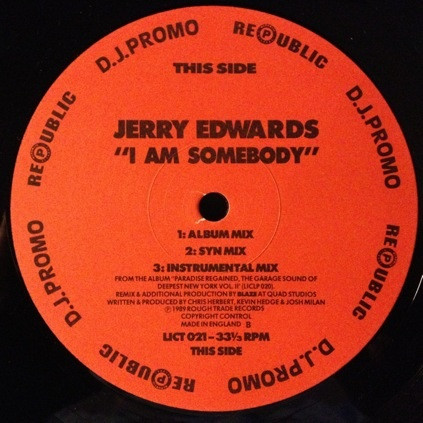 D.J.PROMO REPUBLIC D.J.PROMO REPUBLIC D.J.PROMO REPUBLIC D.J.PROMO REPUBLIC
THIS SIDE
JERRY EDWARDS
"I AM SOMEBODY"
1: ALBUM MIX
2: SYN MIX
3: INSTRUMENTAL MIX
FROM THE ALBUM "PARADISE REGAINED, THE GARAGE SOUND OF
DEEPEST NEW YORK VOL. II" (LICLP 020).
REMIX & ADDITIONAL PRODUCTION BY BLAZE AT QUAD STUDIOS
WRITTEN & PRODUCED BY CHRIS HERBERT, KEVIN HEDGE & JOSH MILAN
℗ 1989 ROUGH TRADE RECORDS
COPYRIGHT CONTROL
MADE IN ENGLAND B
LICT 021 – 33⅓ RPM
THIS SIDE